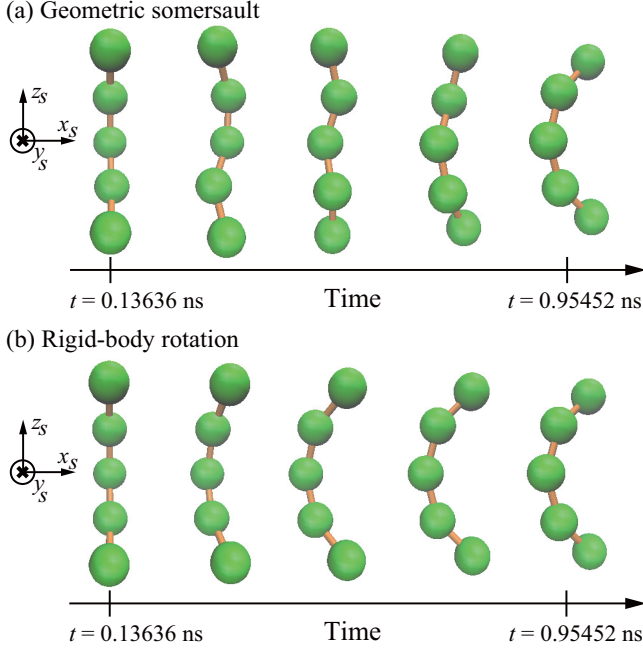 (a) Geometric somersault
z_s
x_s
y_s
t = 0.13636 ns
Time
t = 0.95452 ns
(b) Rigid-body rotation
z_s
x_s
y_s
t = 0.13636 ns
Time
t = 0.95452 ns